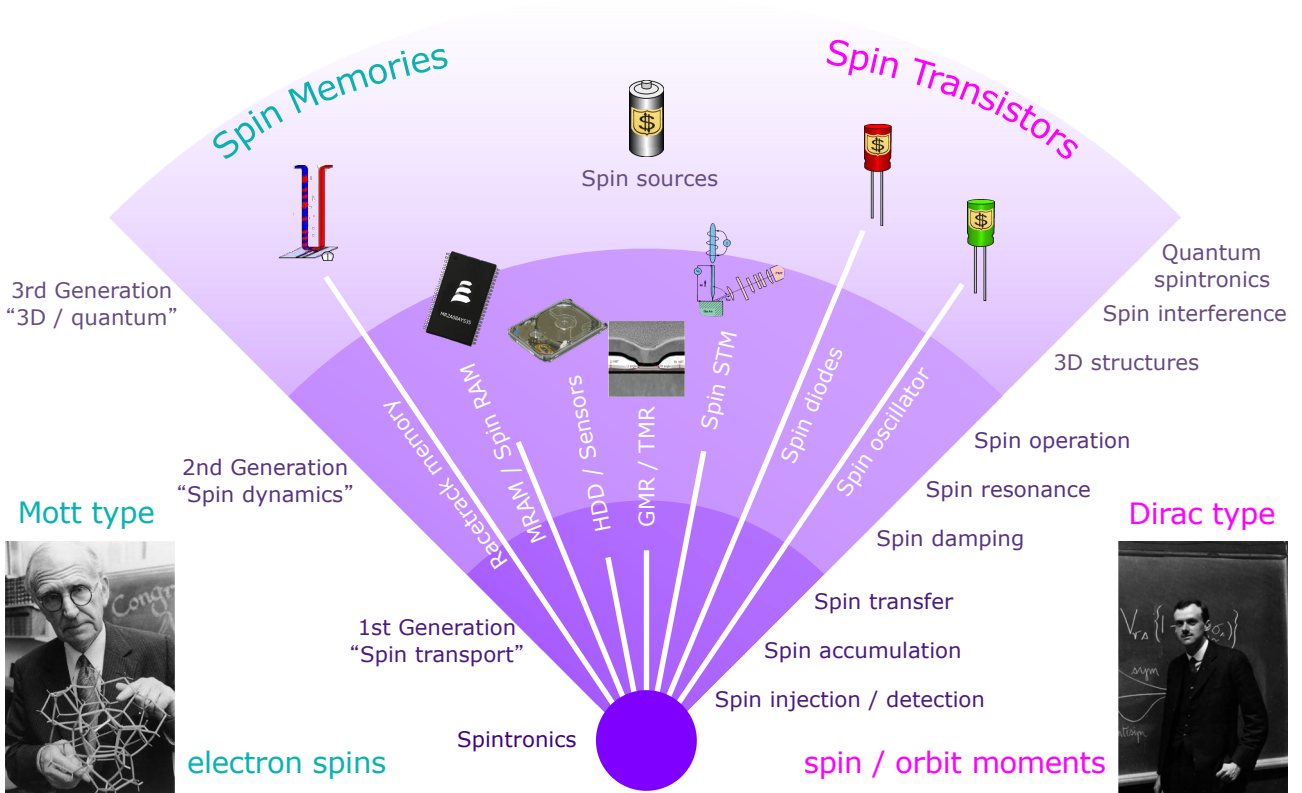 Spin Memories
Spin Transistors
$
Spin sources
$
$
3rd Generation
“3D / quantum”
Quantum
spintronics
Spin interference
3D structures
MR2A08AYS35
Racetrack memory
MRAM / Spin RAM
HDD / Sensors
GMR / TMR
Spin STM
Spin diodes
Spin oscillator
2nd Generation
“Spin dynamics”
Spin operation
Spin resonance
Spin damping
Mott type
Dirac type
Congr
1st Generation
“Spin transport”
Spin transfer
Spin accumulation
Spin injection / detection
Spintronics
electron spins
spin / orbit moments
sym